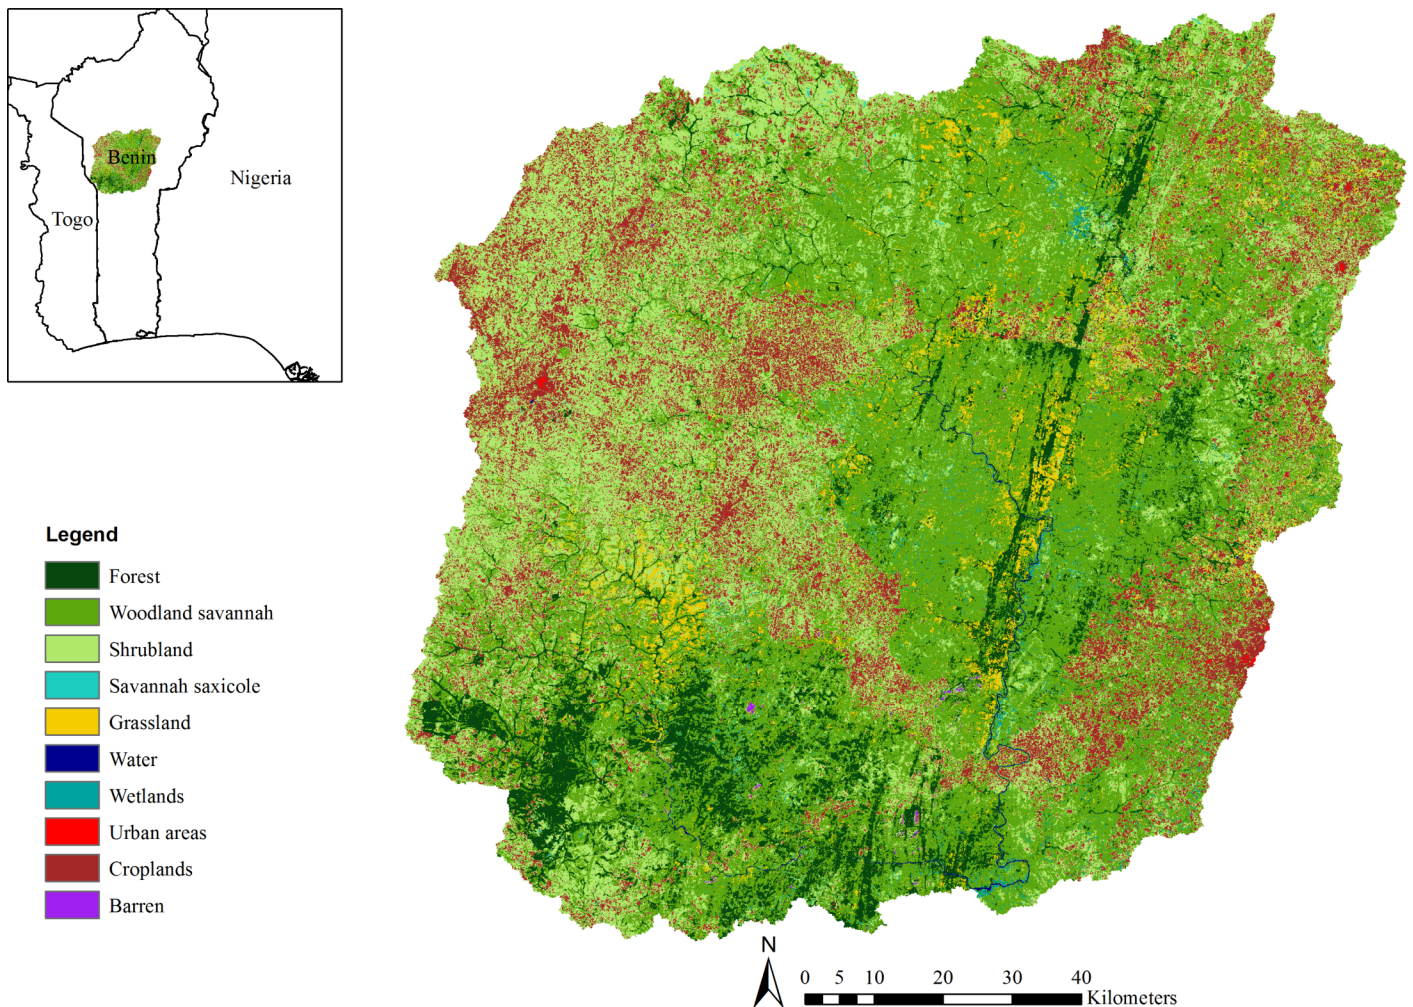 Benin
Nigeria
Togo
Legend
Forest
Woodland savannah
Shrubland
Savannah saxicole
Grassland
Water
Wetlands
Urban areas
Croplands
Barren
N
0 5 10 20 30 40
Kilometers